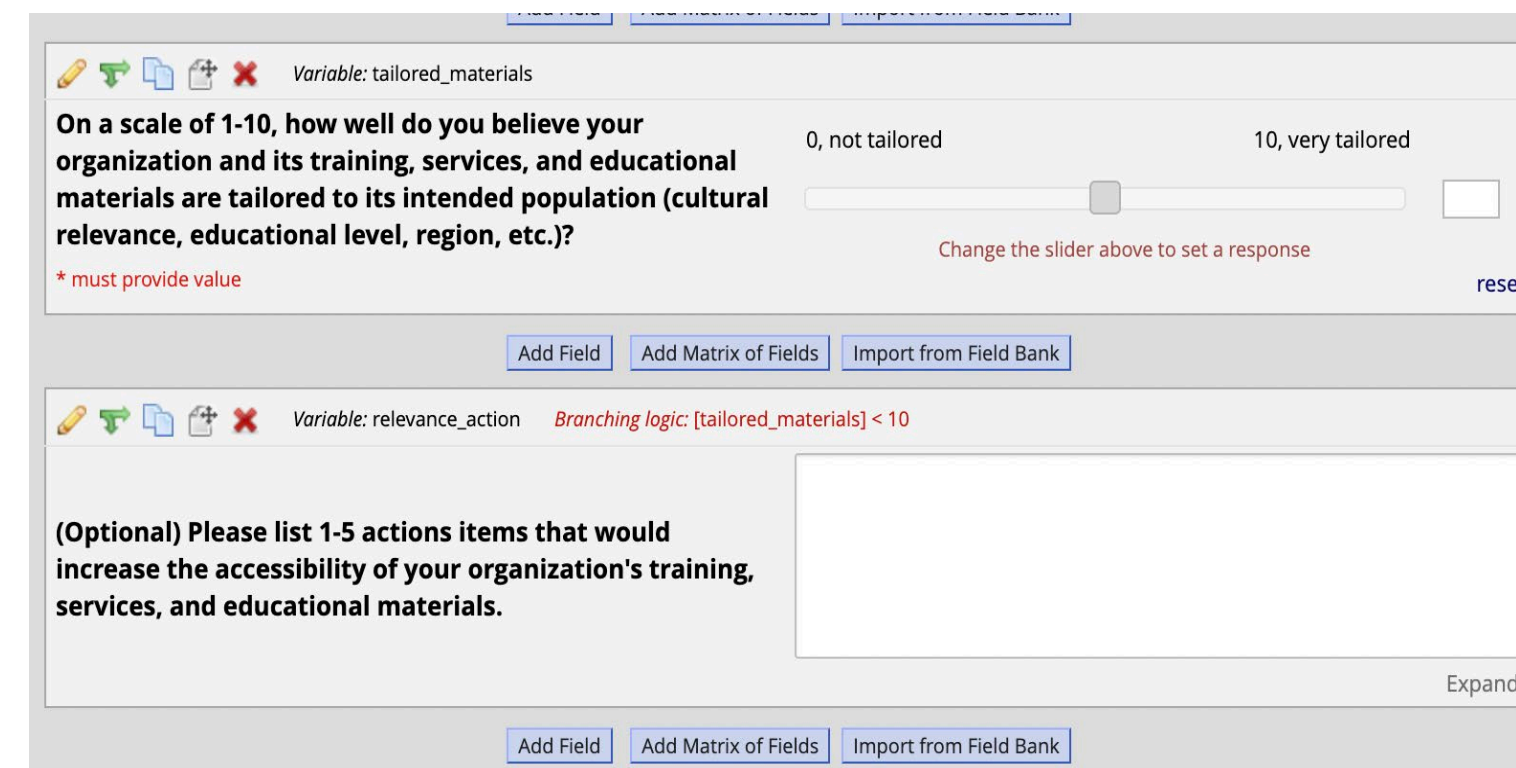 Variable: tailored_materials
On a scale of 1-10, how well do you believe your
organization and its training, services, and educational
materials are tailored to its intended population (cultural
relevance, educational level, region, etc.)?
* must provide value
0, not tailored 10, very tailored
Change the slider above to set a response
rese
Add Field Add Matrix of Fields Import from Field Bank
Variable: relevance_action Branching logic: [tailored_materials] < 10
(Optional) Please list 1-5 actions items that would
increase the accessibility of your organization's training,
services, and educational materials.
Expand
Add Field Add Matrix of Fields Import from Field Bank